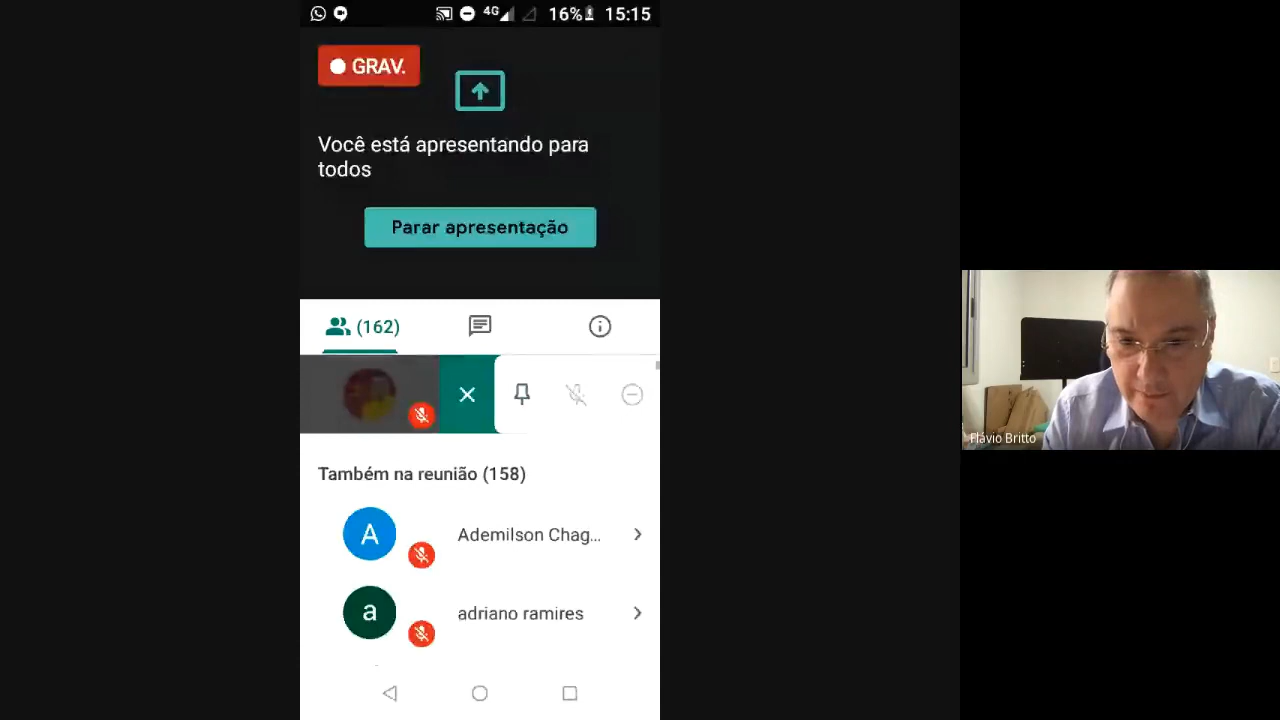 4G 16% 15:15
GRAV.
Você está apresentando para
todos
Parar apresentação
(162)
Também na reunião (158)
A Ademilson Chag...
a adriano ramires
Flávio Britto